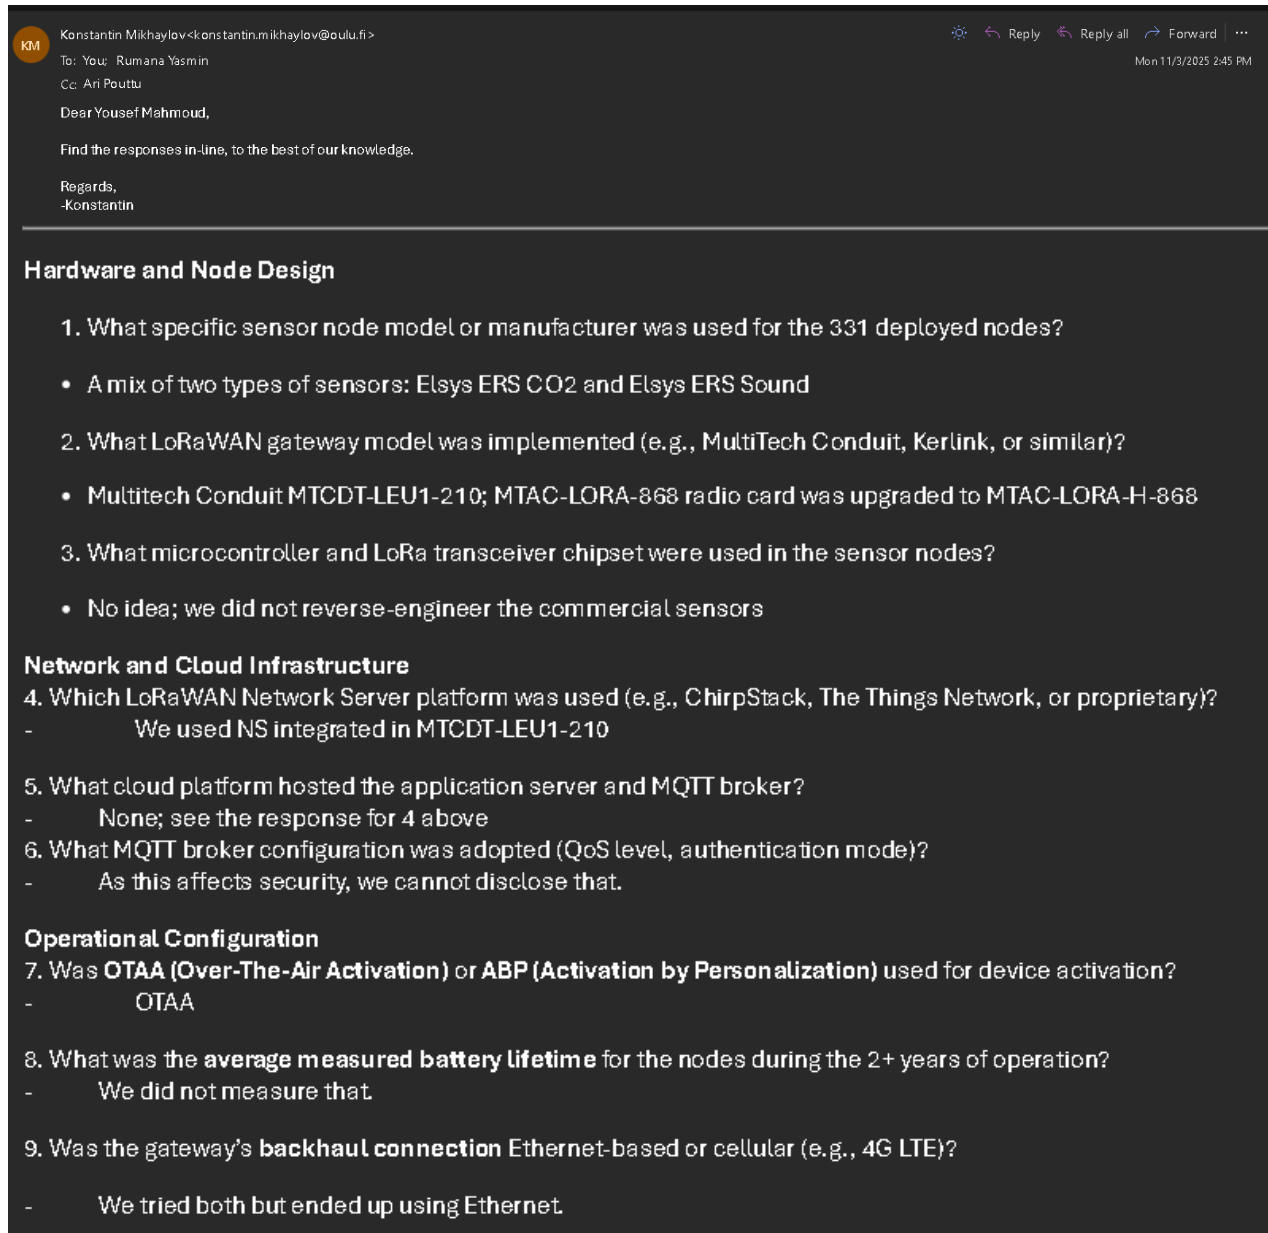 KM
Konstantin Mikhaylov<konstantin.mikhaylov@oulu.fi>
Reply
Reply all
Forward
To: You; Rumana Yasmin
Mon 11/3/2025 2:45 PM
Cc: Ari Pouttu
Dear Yousef Mahmoud,
Find the responses in-line, to the best of our knowledge.
Regards,
-Konstantin
Hardware and Node Design
1. What specific sensor node model or manufacturer was used for the 331 deployed nodes?
• A mix of two types of sensors: Elsys ERS CO2 and Elsys ERS Sound
2. What LoRaWAN gateway model was implemented (e.g., MultiTech Conduit, Kerlink, or similar)?
• Multitech Conduit MTCDT-LEU1-210; MTAC-LORA-868 radio card was upgraded to MTAC-LORA-H-868
3. What microcontroller and LoRa transceiver chipset were used in the sensor nodes?
• No idea; we did not reverse-engineer the commercial sensors
Network and Cloud Infrastructure
4. Which LoRaWAN Network Server platform was used (e.g., ChirpStack, The Things Network, or proprietary)?
- We used NS integrated in MTCDT-LEU1-210
5. What cloud platform hosted the application server and MQTT broker?
- None; see the response for 4 above
6. What MQTT broker configuration was adopted (QoS level, authentication mode)?
- As this affects security, we cannot disclose that.
Operational Configuration
7. Was OTAA (Over-The-Air Activation) or ABP (Activation by Personalization) used for device activation?
- OTAA
8. What was the average measured battery lifetime for the nodes during the 2+ years of operation?
- We did not measure that.
9. Was the gateway's backhaul connection Ethernet-based or cellular (e.g., 4G LTE)?
- We tried both but ended up using Ethernet.